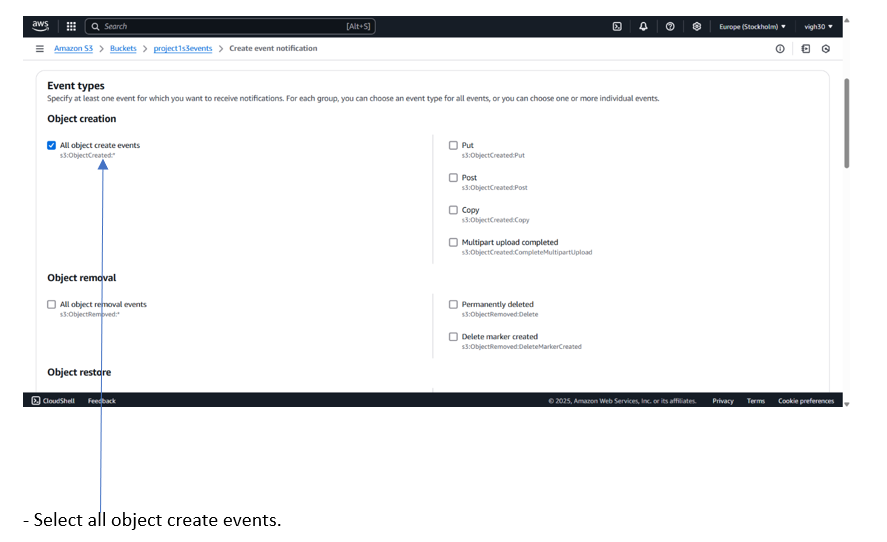 aws Search [Alt+S] Europe (Stockholm) vigh30
Amazon S3 > Buckets > project1s3events > Create event notification
Event types
Specify at least one event for which you want to receive notifications. For each group, you can choose an event type for all events, or you can choose one or more individual events.
Object creation
All object create events
s3:ObjectCreated:*
Put
s3:ObjectCreated:Put
Post
s3:ObjectCreated:Post
Copy
s3:ObjectCreated:Copy
Multipart upload completed
s3:ObjectCreated:CompleteMultipartUpload
Object removal
All object removal events
s3:ObjectRemoved:*
Permanently deleted
s3:ObjectRemoved:Delete
Delete marker created
s3:ObjectRemoved:DeleteMarkerCreated
Object restore
CloudShell Feedback © 2025, Amazon Web Services, Inc. or its affiliates. Privacy Terms Cookie preferences
- Select all object create events.